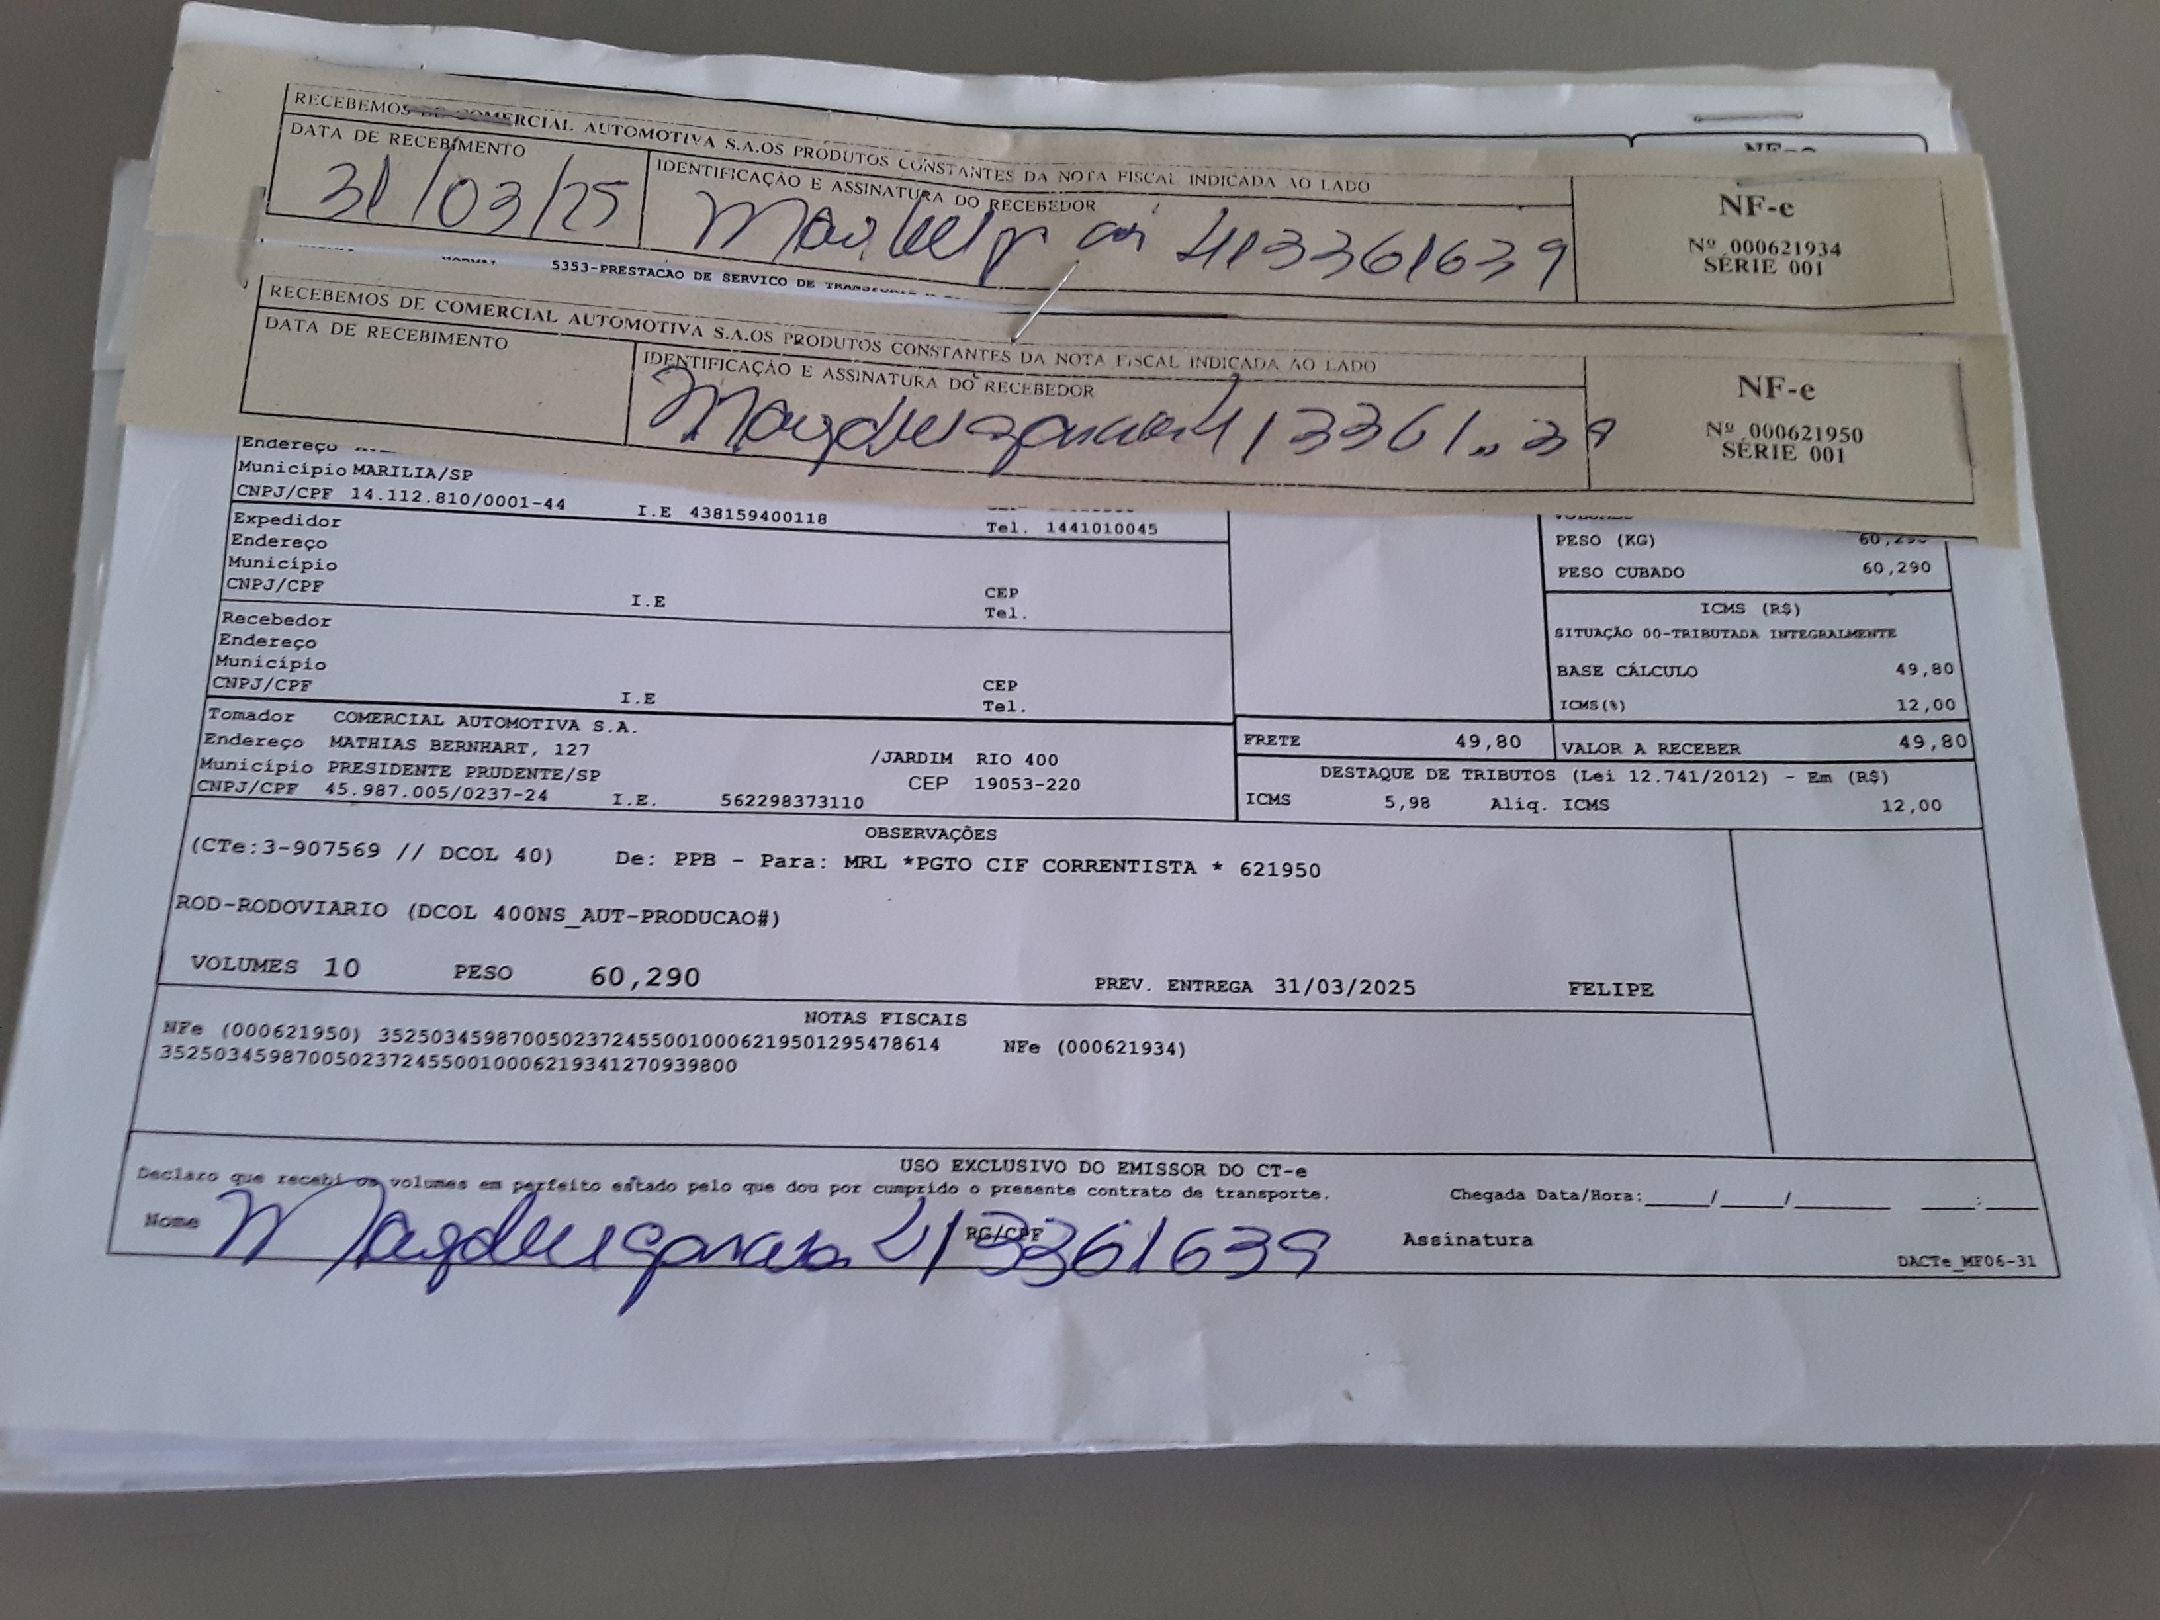 RECEBEMOS DE COMERCIAL AUTOMOTIVA S.A.OS PRODUTOS CONSTANTES DA NOTA FISCAL INDICADA AO LADO
DATA DE RECEBIMENTO
IDENTIFICAÇÃO E ASSINATURA DO RECEBEDOR
31/03/25
413361639
NF-e
Nº 000621934
SÉRIE 001
5353-PRESTACAO DE SERVICO DE
RECEBEMOS DE COMERCIAL AUTOMOTIVA S.A.OS PRODUTOS CONSTANTES DA NOTA FISCAL INDICADA AO LADO
DATA DE RECEBIMENTO
IDENTIFICAÇÃO E ASSINATURA DO RECEBEDOR
NF-e
Nº 000621950
SÉRIE 001
Endereço
Município MARILIA/SP
CNPJ/CPF 14.112.810/0001-44 I.E 438159400118 Tel. 1441010045
Expedidor
Endereço
Município
CNPJ/CPF I.E CEP Tel.
Recebedor
Endereço
Município
CNPJ/CPF I.E CEP Tel.
Tomador COMERCIAL AUTOMOTIVA S.A.
Endereço MATHIAS BERNHART, 127 /JARDIM RIO 400
Município PRESIDENTE PRUDENTE/SP CEP 19053-220
CNPJ/CPF 45.987.005/0237-24 I.E. 562298373110
PESO (KG) 60,290
PESO CUBADO 60,290
ICMS (R$)
SITUAÇÃO 00-TRIBUTADA INTEGRALMENTE
BASE CÁLCULO 49,80
ICMS(%) 12,00
FRETE 49,80 VALOR A RECEBER 49,80
DESTAQUE DE TRIBUTOS (Lei 12.741/2012) - Em (R$)
ICMS 5,98 Aliq. ICMS 12,00
OBSERVAÇÕES
(CTe:3-907569 // DCOL 40) De: PPB - Para: MRL *PGTO CIF CORRENTISTA * 621950
ROD-RODOVIARIO (DCOL 400NS_AUT-PRODUCAO#)
VOLUMES 10 PESO 60,290 PREV. ENTREGA 31/03/2025 FELIPE
NOTAS FISCAIS
NFe (000621950) 35250345987005023724550010006219501295478614 NFe (000621934)
35250345987005023724550010006219341270939800
USO EXCLUSIVO DO EMISSOR DO CT-e
Declaro que recebi os volumes em perfeito estado pelo que dou por cumprido o presente contrato de transporte. Chegada Data/Hora:____/____/______ ____:____
Nome RG/CPF 413361639 Assinatura
DACTe_MF06-31